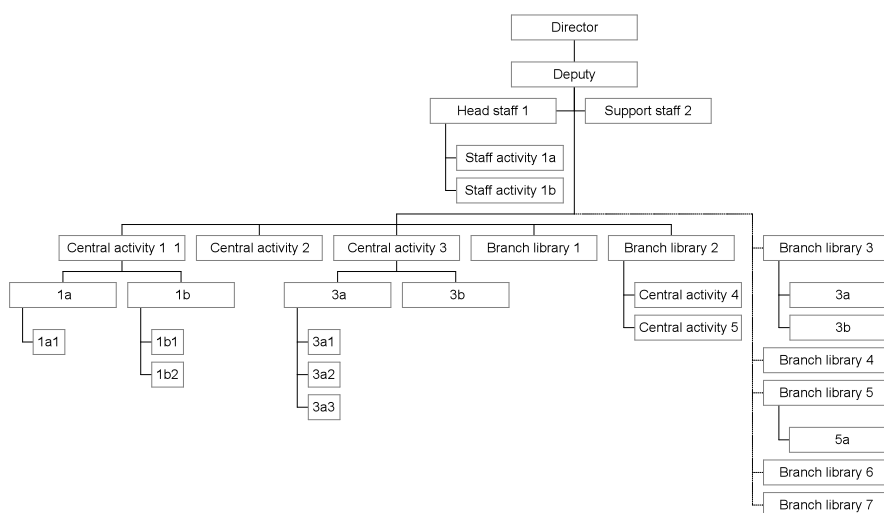 Director
Deputy
Head staff 1
Support staff 2
Staff activity 1a
Staff activity 1b
Central activity 1 1
Central activity 2
Central activity 3
Branch library 1
Branch library 2
Branch library 3
1a
1b
3a
3b
Central activity 4
3a
Central activity 5
3b
1a1
1b1
3a1
Branch library 4
1b2
3a2
Branch library 5
3a3
5a
Branch library 6
Branch library 7